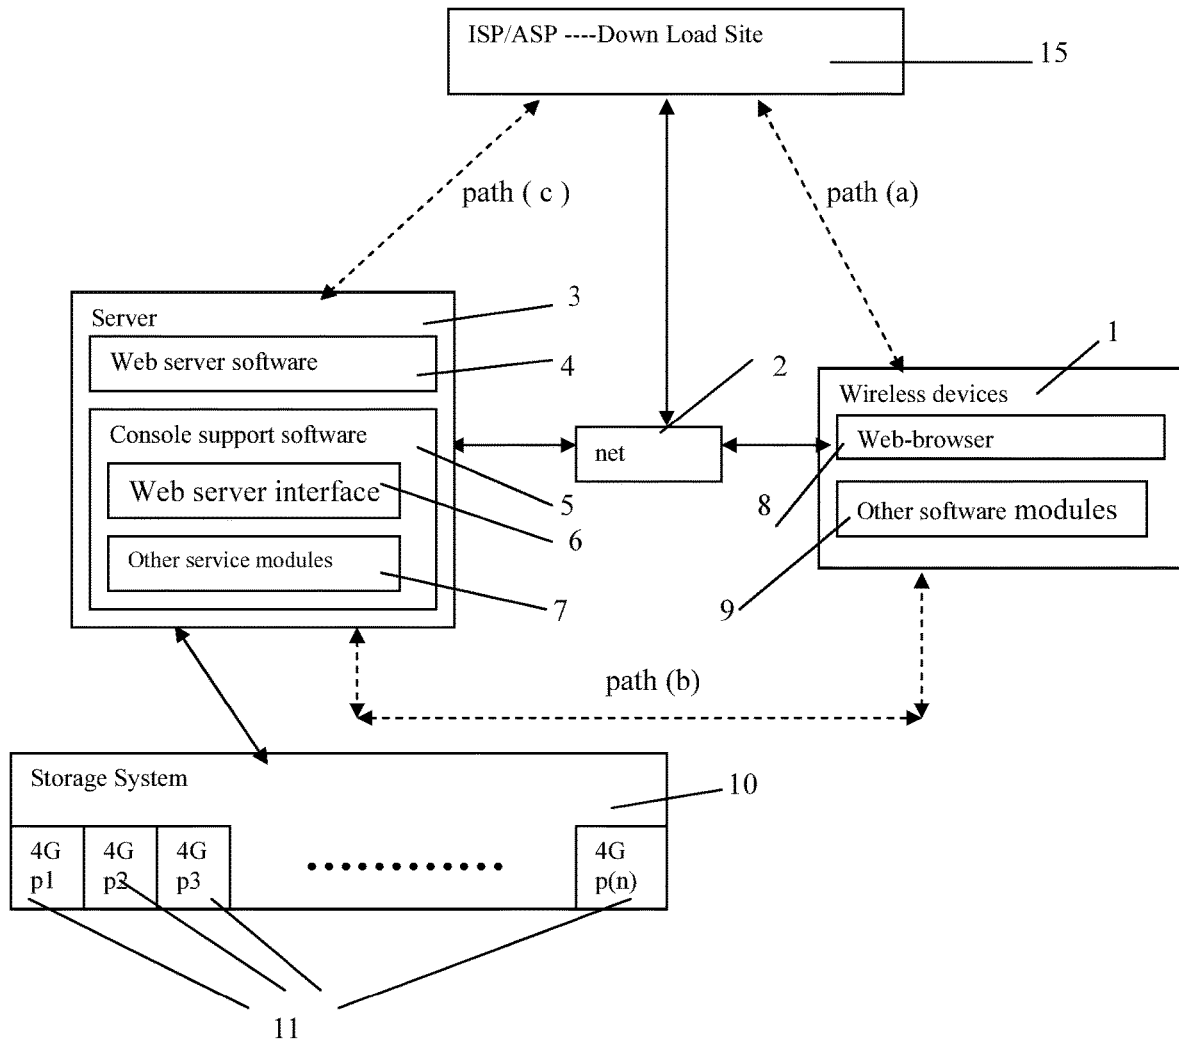 ISP/ASP ----Down Load Site
15
path ( c )
path (a)
Server
3
Web server software
4
Console support software
5
Web server interface
6
Other service modules
7
2
net
1
Wireless devices
Web-browser
8
Other software modules
9
path (b)
Storage System
10
4G
p1
4G
p2
4G
p3
4G
p(n)
11